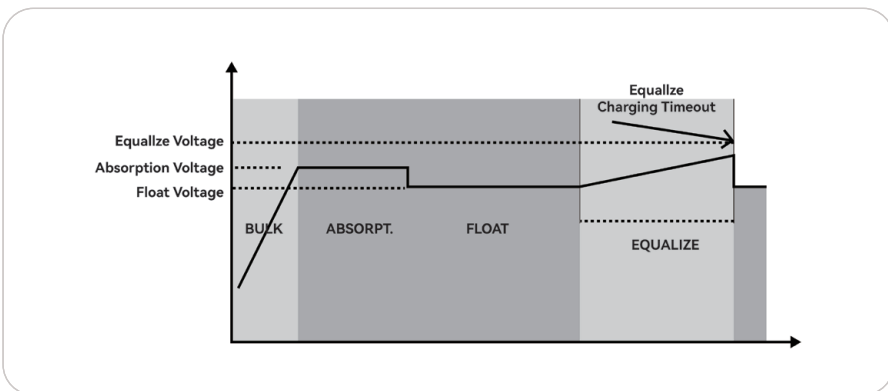 Equallze
Charging Timeout
Equallze Voltage
Absorption Voltage
Float Voltage
BULK
ABSORPT.
FLOAT
EQUALIZE